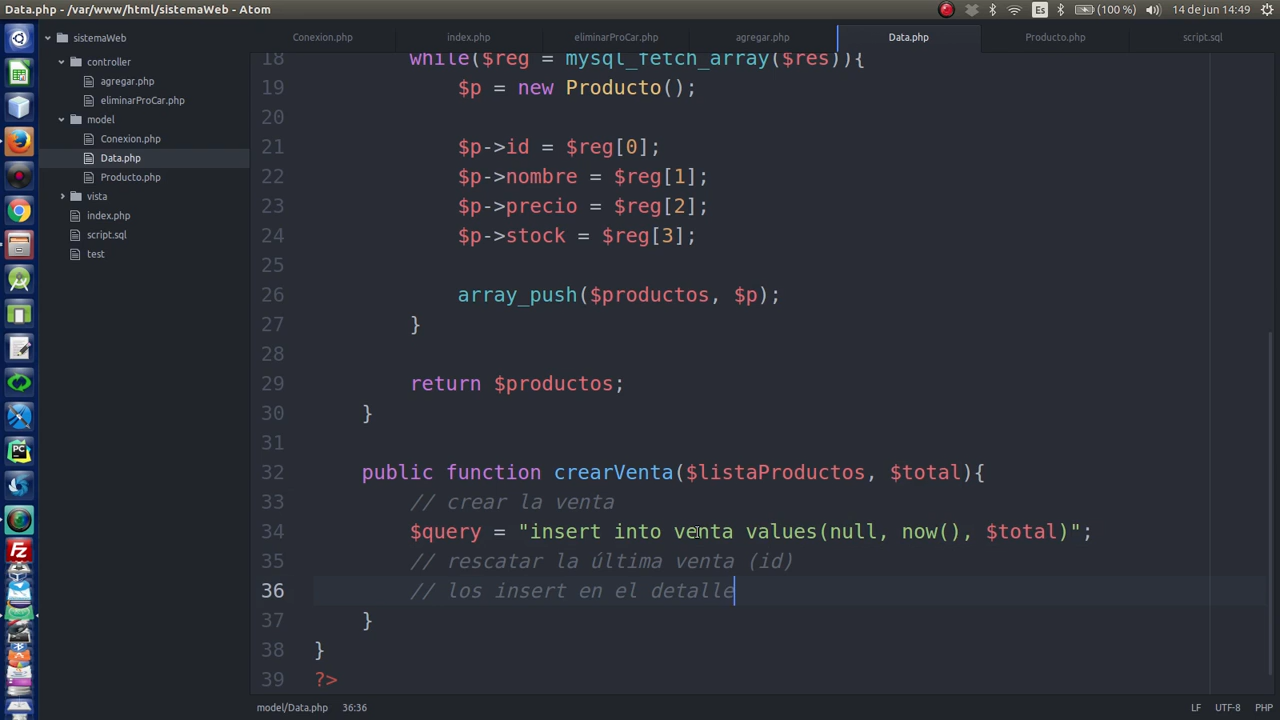 Data.php - /var/www/html/sistemaWeb - Atom
Es
(100 %)
14 de jun 14:49
sistemaWeb
controller
agregar.php
eliminarProCar.php
model
Conexion.php
Data.php
Producto.php
vista
index.php
script.sql
test
Conexion.php
index.php
eliminarProCar.php
agregar.php
Data.php
Producto.php
script.sql
18 while($reg = mysql_fetch_array($res)){
19 $p = new Producto();
20
21 $p->id = $reg[0];
22 $p->nombre = $reg[1];
23 $p->precio = $reg[2];
24 $p->stock = $reg[3];
25
26 array_push($productos, $p);
27 }
28
29 return $productos;
30 }
31
32 public function crearVenta($listaProductos, $total){
33 // crear la venta
34 $query = "insert into venta values(null, now(), $total)";
35 // rescatar la última venta (id)
36 // los insert en el detalle
37 }
38 }
39 ?>
model/Data.php 36:36
LF UTF-8 PHP